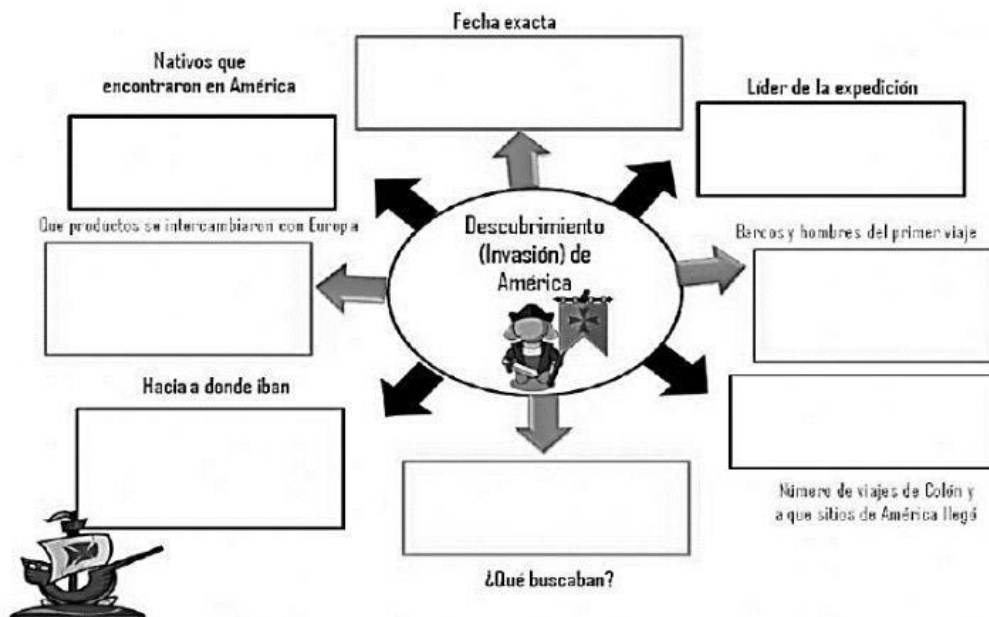 Fecha exacta
Nativos que
encontraron en América
Líder de la expedición
Que productos se intercambiaron con Europa
Descubrimiento
(Invasión) de
América
Barcos y hombres del primer viaje
Hacia a donde iban
Número de viajes de Colón y
a que sitios de América llegó
¿Qué buscaban?